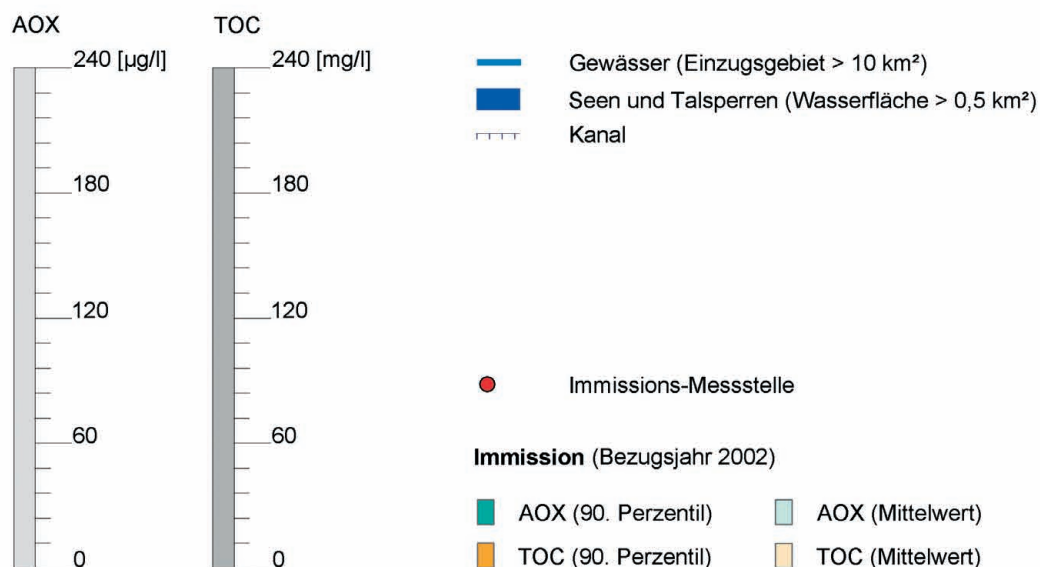 AOX
240 [µg/l]
180
120
60
0
TOC
240 [mg/l]
180
120
60
0
Gewässer (Einzugsgebiet > 10 km²)
Seen und Talsperren (Wasserfläche > 0,5 km²)
Kanal
Immissions-Messstelle
Immission (Bezugsjahr 2002)
AOX (90. Perzentil)
AOX (Mittelwert)
TOC (90. Perzentil)
TOC (Mittelwert)